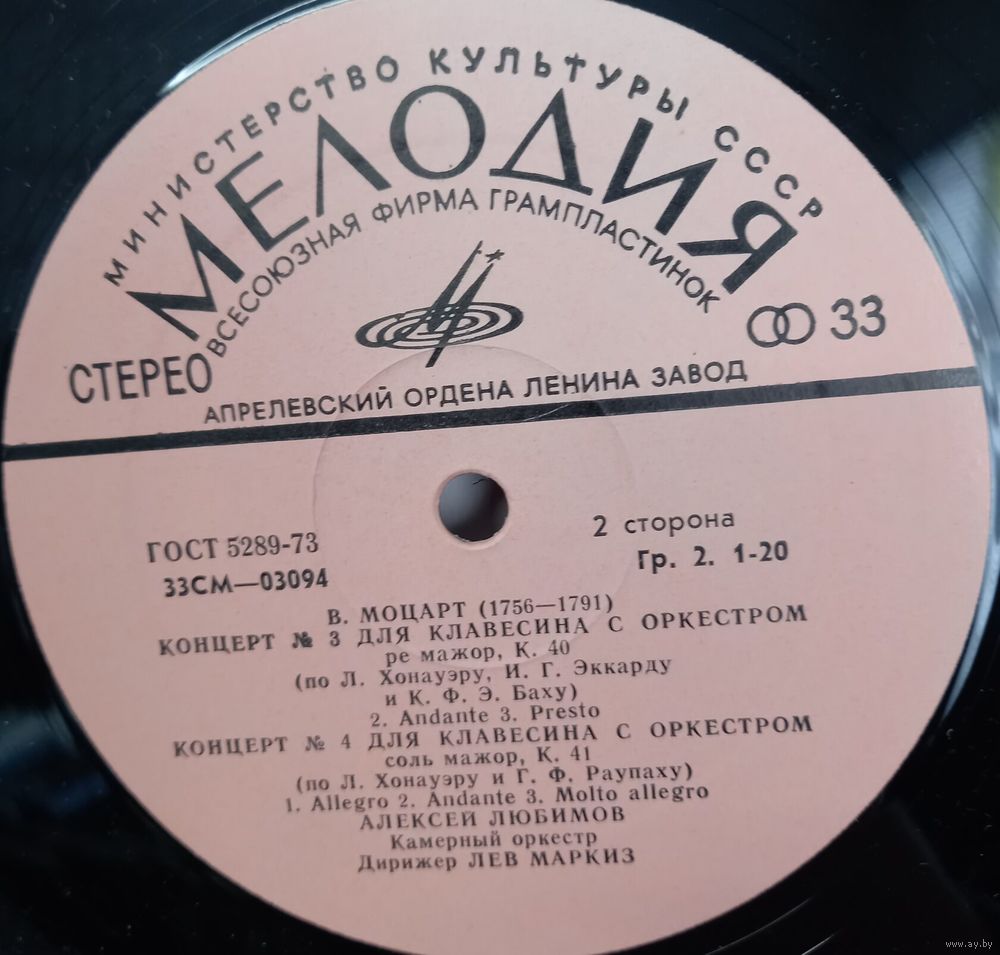 МИНИСТЕРСТВО КУЛЬТУРЫ СССР
МЕЛОДИЯ
ВСЕСОЮЗНАЯ ФИРМА ГРАМПЛАСТИНОК
СТЕРЕО
33
АПРЕЛЕВСКИЙ ОРДЕНА ЛЕНИНА ЗАВОД
ГОСТ 5289-73
33СМ—03094
2 сторона
Гр. 2. 1-20
В. МОЦАРТ (1756—1791)
КОНЦЕРТ № 3 ДЛЯ КЛАВЕСИНА С ОРКЕСТРОМ
ре мажор, К. 40
(по Л. Хонауэру, И. Г. Эккарду
и К. Ф. Э. Баху)
2. Andante 3. Presto
КОНЦЕРТ № 4 ДЛЯ КЛАВЕСИНА С ОРКЕСТРОМ
соль мажор, К. 41
(по Л. Хонауэру и Г. Ф. Раупаху)
1. Allegro 2. Andante 3. Molto allegro
АЛЕКСЕЙ ЛЮБИМОВ
Камерный оркестр
Дирижер ЛЕВ МАРКИЗ
www.ay.by